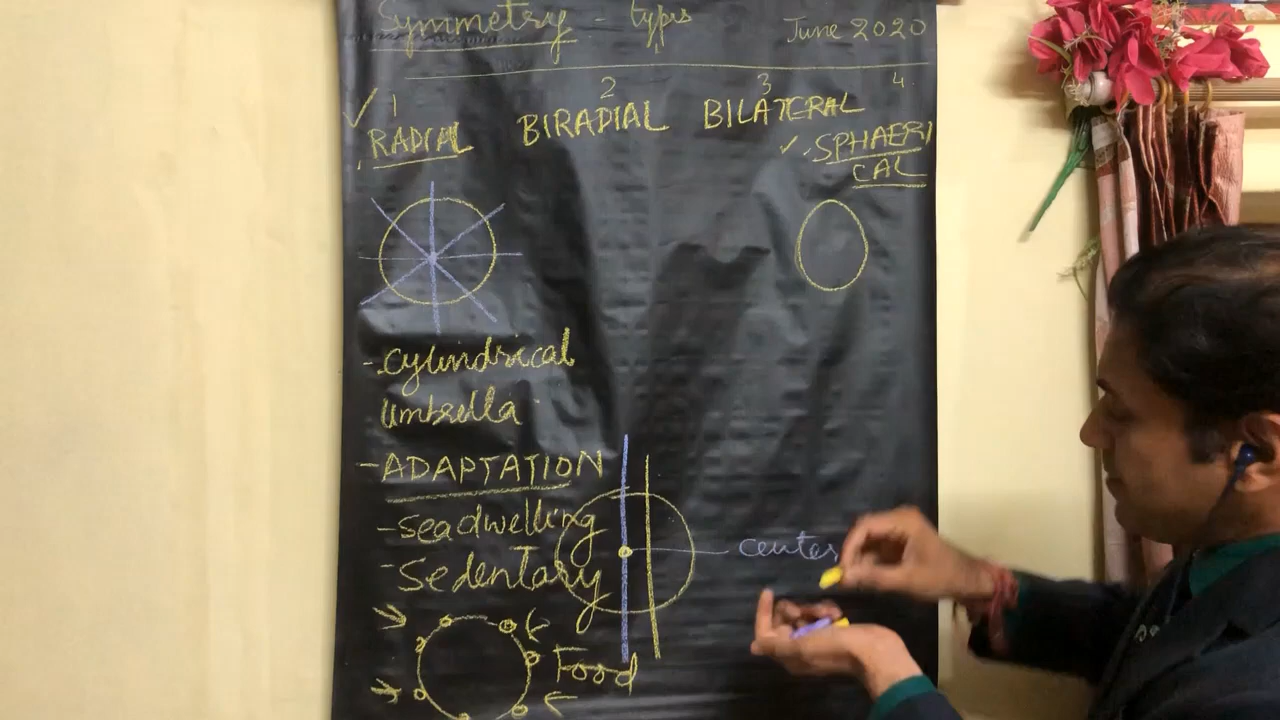 Symmetry - types June 2020
1 2 3 4.
RADIAL BIRADIAL BILATERAL SPHAERI
CAL
- cylindrical
umbrella
- ADAPTATION
- seadwelling
- Sedentary
center
Food